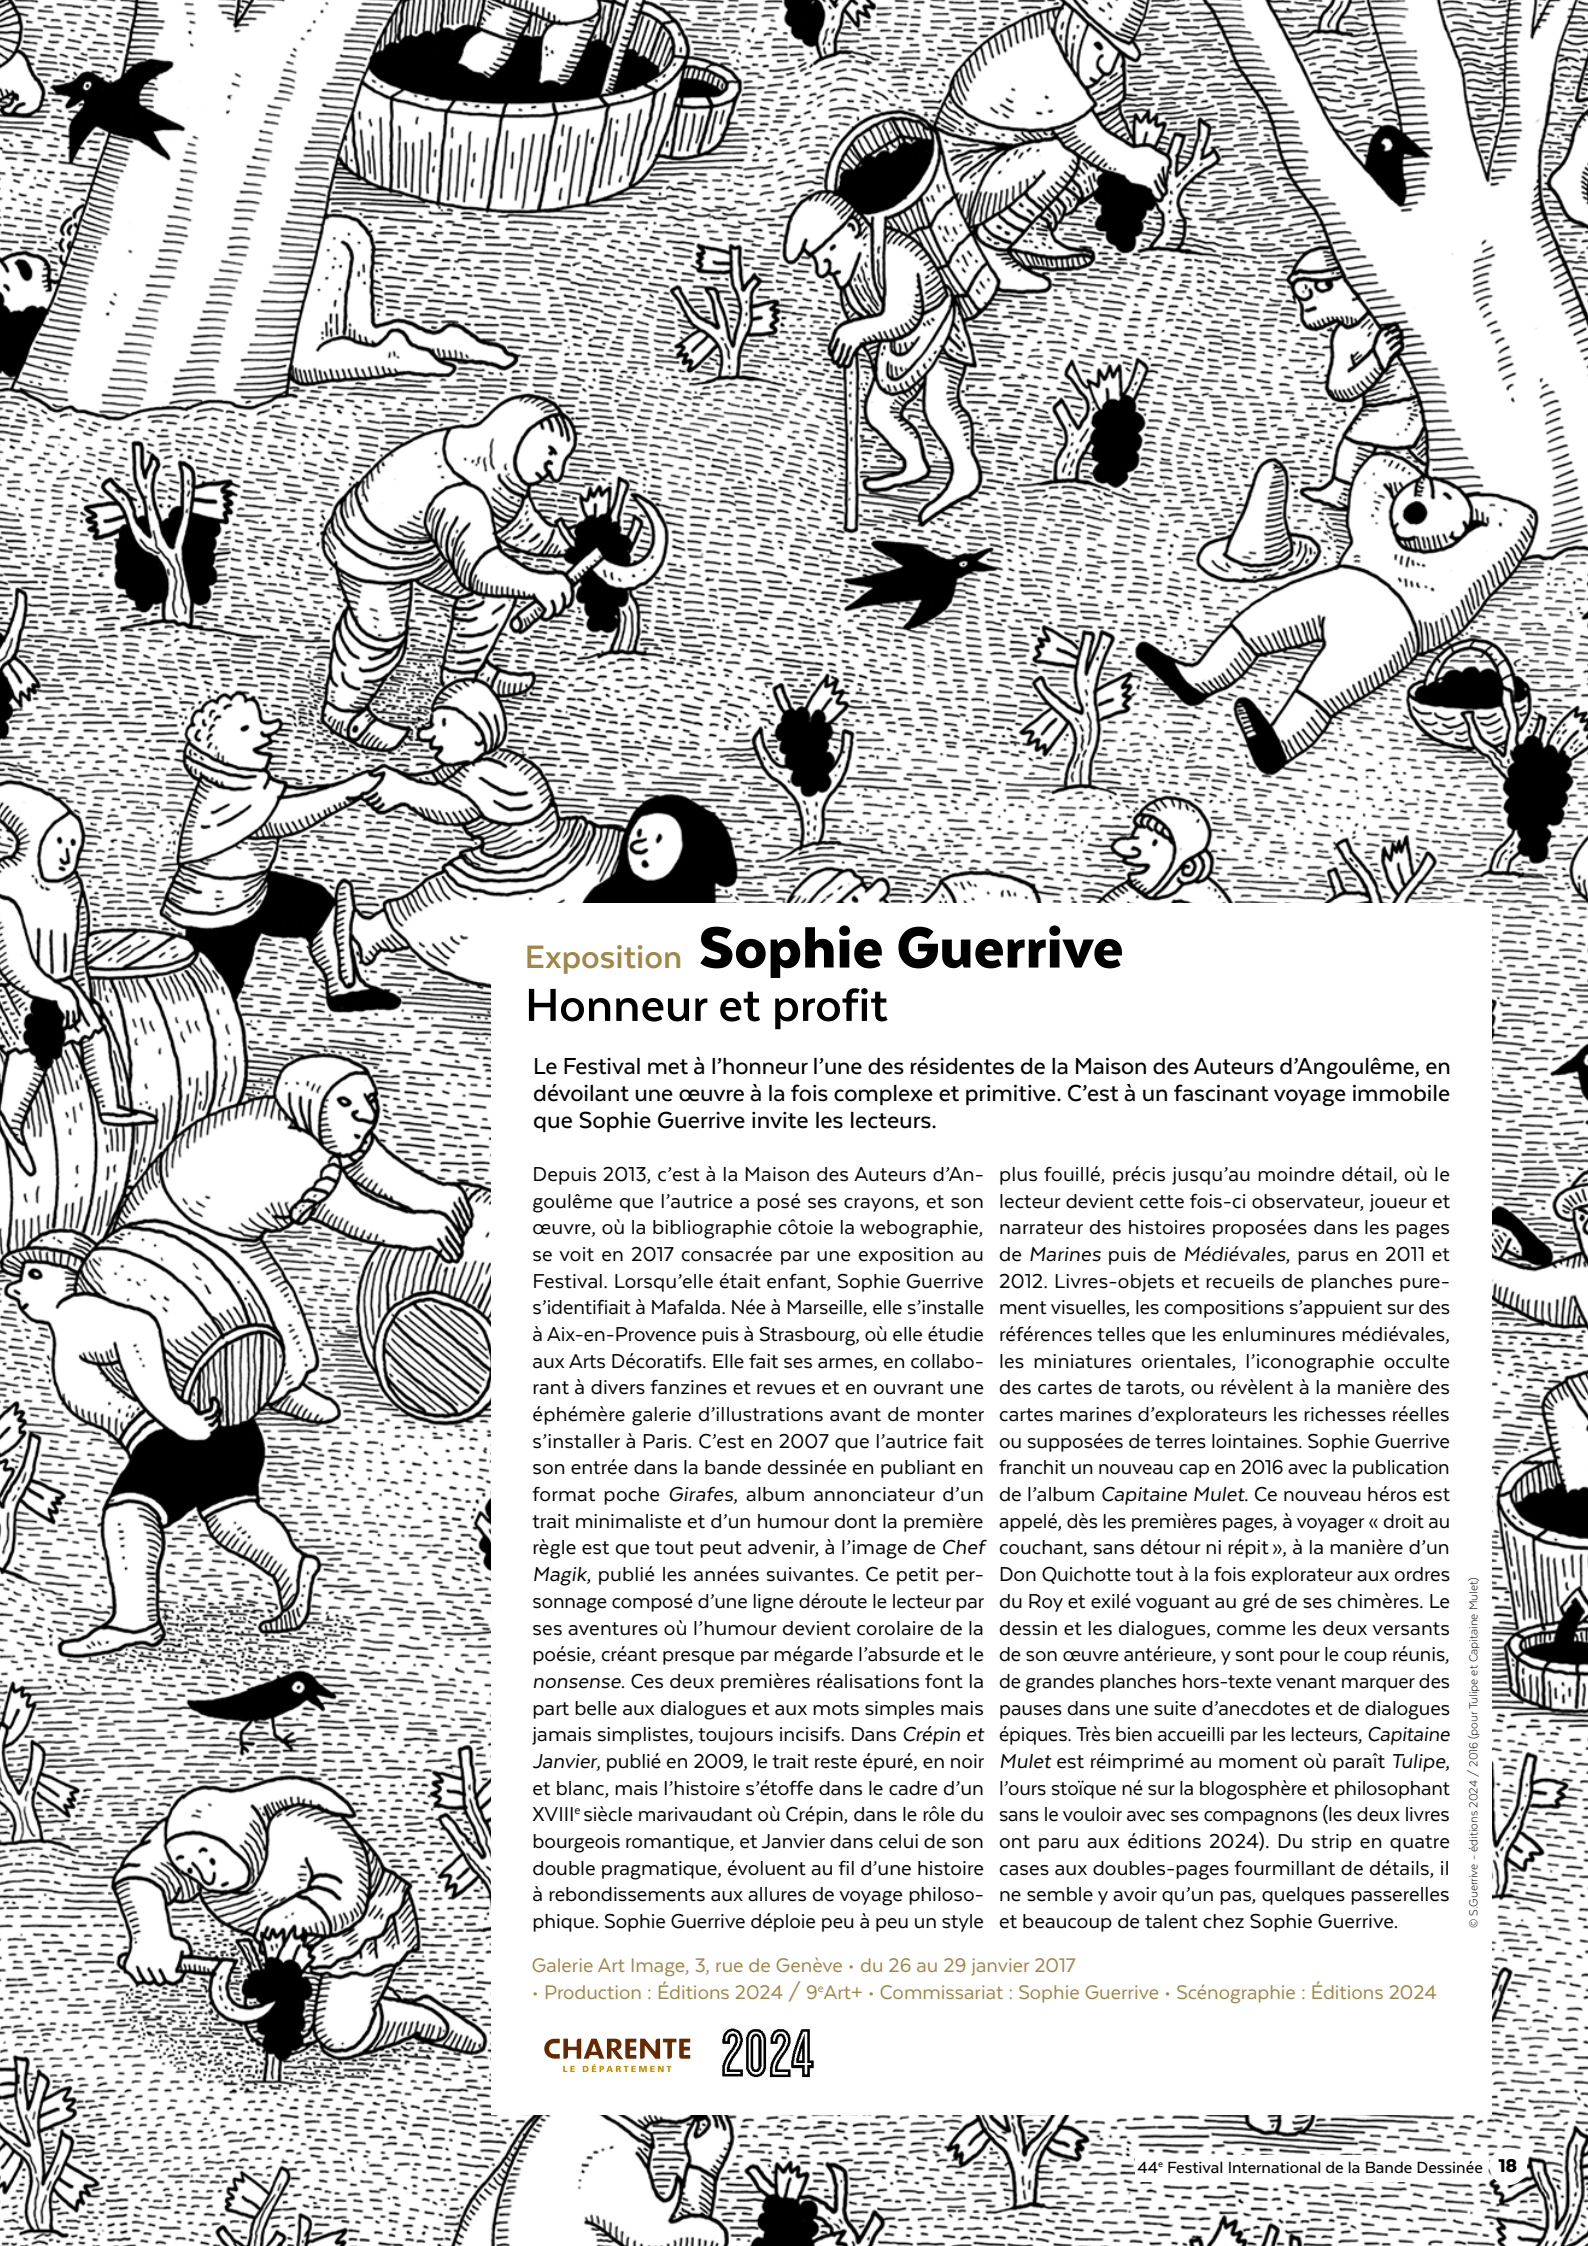 Exposition Sophie Guerrive
Honneur et profit
Le Festival met à l’honneur l’une des résidentes de la Maison des Auteurs d’Angoulême, en
dévoilant une œuvre à la fois complexe et primitive. C’est à un fascinant voyage immobile
que Sophie Guerrive invite les lecteurs.
Depuis 2013, c’est à la Maison des Auteurs d’An-
goulême que l’autrice a posé ses crayons, et son
œuvre, où la bibliographie côtoie la webographie,
se voit en 2017 consacrée par une exposition au
Festival. Lorsqu’elle était enfant, Sophie Guerrive
s’identifiait à Mafalda. Née à Marseille, elle s’installe
à Aix-en-Provence puis à Strasbourg, où elle étudie
aux Arts Décoratifs. Elle fait ses armes, en collabo-
rant à divers fanzines et revues et en ouvrant une
éphémère galerie d’illustrations avant de monter
s’installer à Paris. C’est en 2007 que l’autrice fait
son entrée dans la bande dessinée en publiant en
format poche Girafes, album annonciateur d’un
trait minimaliste et d’un humour dont la première
règle est que tout peut advenir, à l’image de Chef
Magik, publié les années suivantes. Ce petit per-
sonnage composé d’une ligne déroute le lecteur par
ses aventures où l’humour devient corolaire de la
poésie, créant presque par mégarde l’absurde et le
nonsense. Ces deux premières réalisations font la
part belle aux dialogues et aux mots simples mais
jamais simplistes, toujours incisifs. Dans Crépin et
Janvier, publié en 2009, le trait reste épuré, en noir
et blanc, mais l’histoire s’étoffe dans le cadre d’un
XVIIIe siècle marivaudant où Crépin, dans le rôle du
bourgeois romantique, et Janvier dans celui de son
double pragmatique, évoluent au fil d’une histoire
à rebondissements aux allures de voyage philoso-
phique. Sophie Guerrive déploie peu à peu un style
plus fouillé, précis jusqu’au moindre détail, où le
lecteur devient cette fois-ci observateur, joueur et
narrateur des histoires proposées dans les pages
de Marines puis de Médiévales, parus en 2011 et
2012. Livres-objets et recueils de planches pure-
ment visuelles, les compositions s’appuient sur des
références telles que les enluminures médiévales,
les miniatures orientales, l’iconographie occulte
des cartes de tarots, ou révèlent à la manière des
cartes marines d’explorateurs les richesses réelles
ou supposées de terres lointaines. Sophie Guerrive
franchit un nouveau cap en 2016 avec la publication
de l’album Capitaine Mulet. Ce nouveau héros est
appelé, dès les premières pages, à voyager « droit au
couchant, sans détour ni répit », à la manière d’un
Don Quichotte tout à la fois explorateur aux ordres
du Roy et exilé voguant au gré de ses chimères. Le
dessin et les dialogues, comme les deux versants
de son œuvre antérieure, y sont pour le coup réunis,
de grandes planches hors-texte venant marquer des
pauses dans une suite d’anecdotes et de dialogues
épiques. Très bien accueilli par les lecteurs, Capitaine
Mulet est réimprimé au moment où paraît Tulipe,
l’ours stoïque né sur la blogosphère et philosophant
sans le vouloir avec ses compagnons (les deux livres
ont paru aux éditions 2024). Du strip en quatre
cases aux doubles-pages fourmillant de détails, il
ne semble y avoir qu’un pas, quelques passerelles
et beaucoup de talent chez Sophie Guerrive.
© S.Guerrive - éditions 2024 / 2016 (pour Tulipe et Capitaine Mulet)
Galerie Art Image, 3, rue de Genève • du 26 au 29 janvier 2017
• Production : Éditions 2024 / 9eArt+ • Commissariat : Sophie Guerrive • Scénographie : Éditions 2024
CHARENTE 2024
LE DÉPARTEMENT
44e Festival International de la Bande Dessinée 18